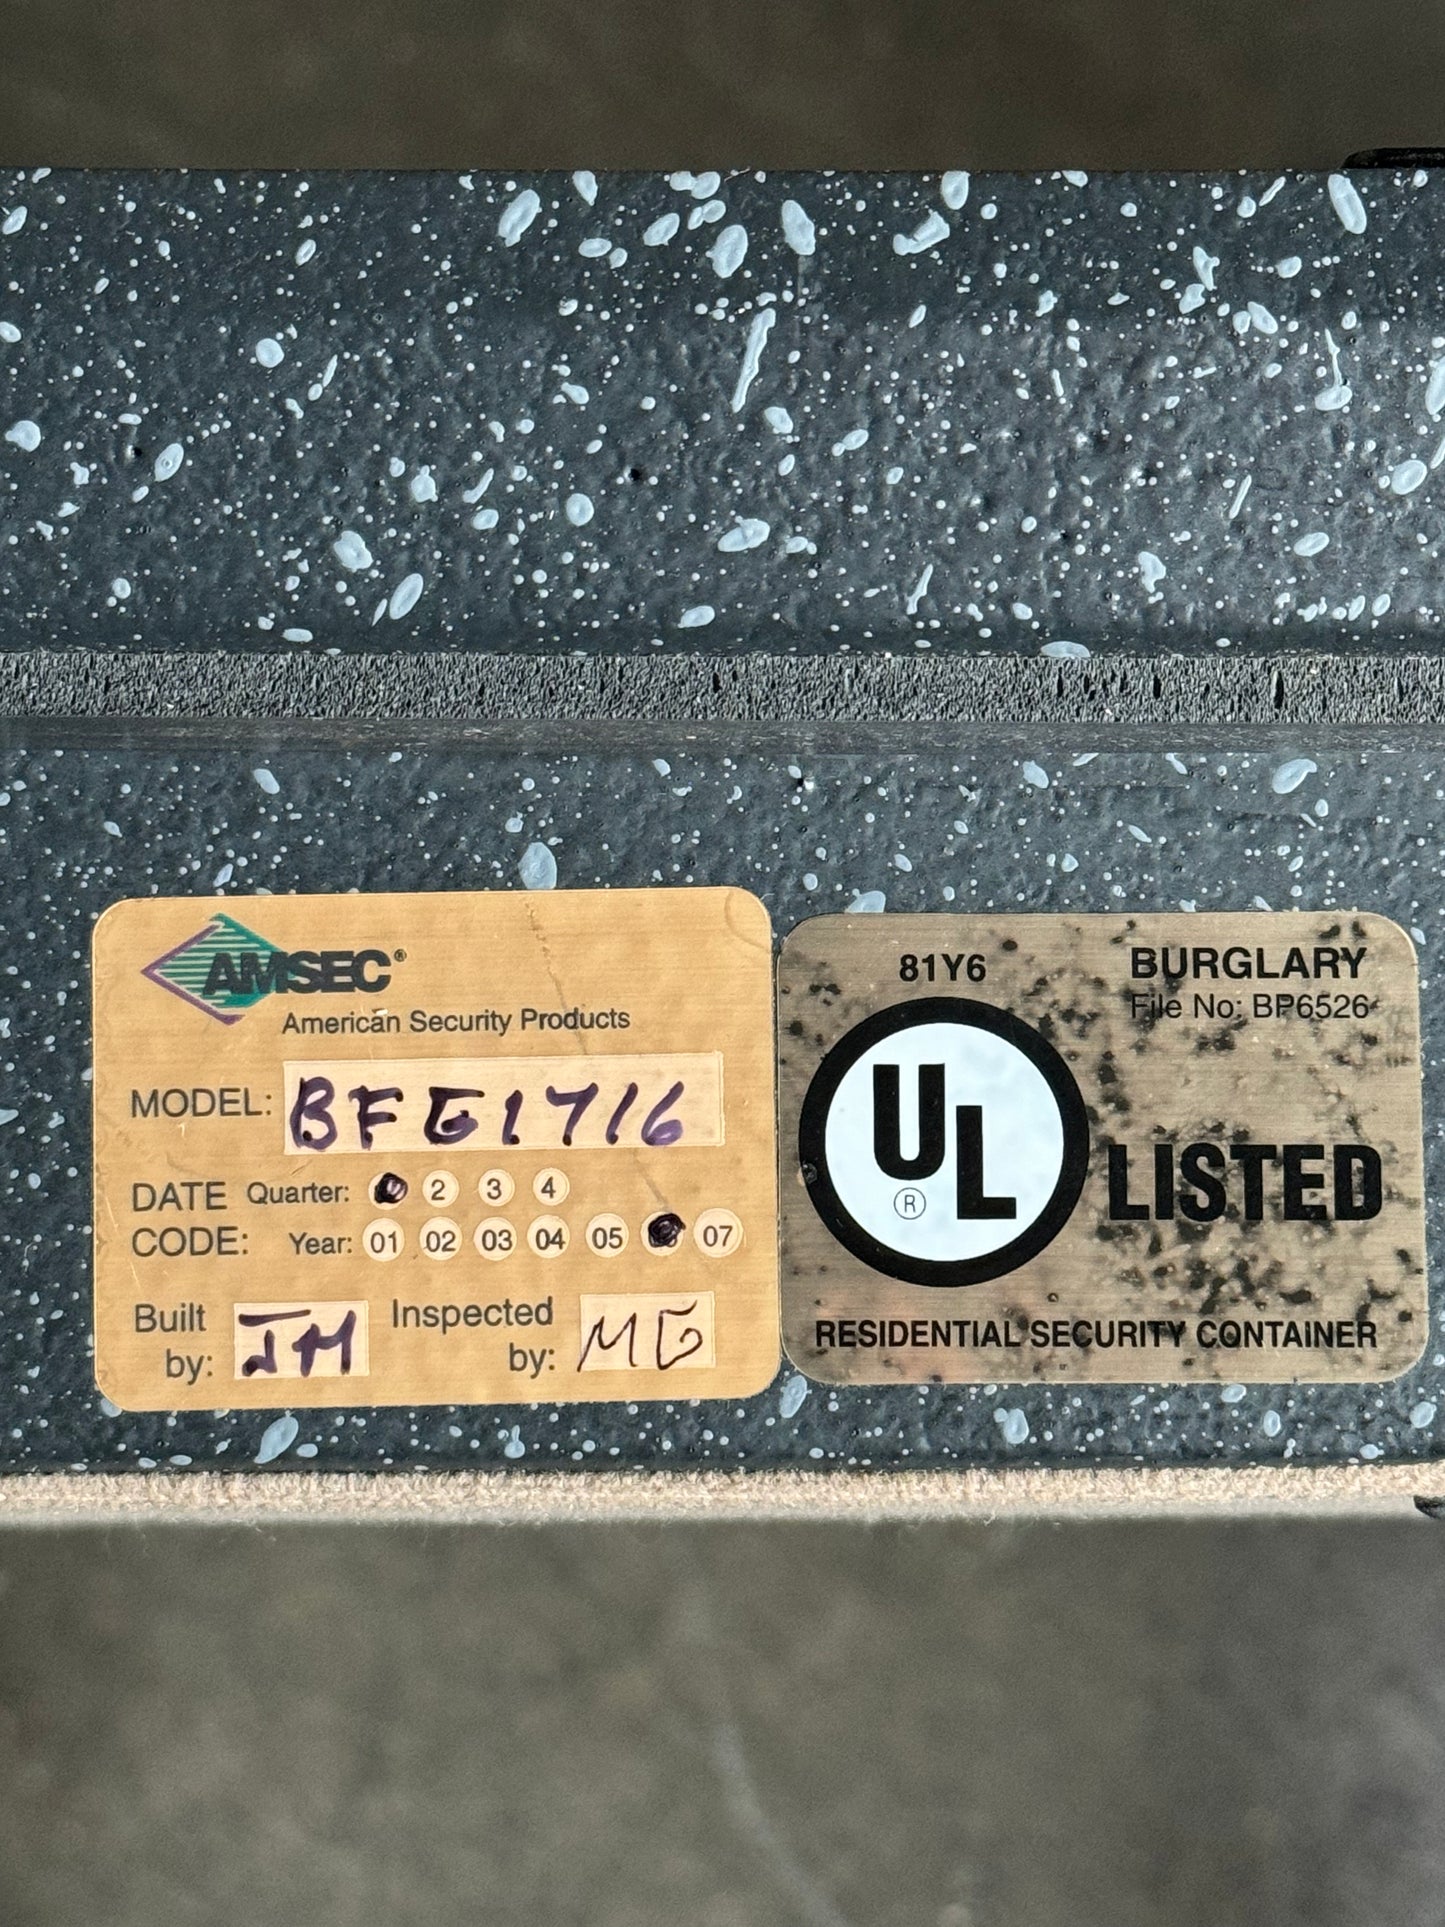 AMSEC®
American Security Products
MODEL: BFG1716
DATE Quarter: 2 3 4
CODE: Year: 01 02 03 04 05 07
Built by: JM Inspected by: MG
81Y6 BURGLARY
File No: BP6526
UL ® LISTED
RESIDENTIAL SECURITY CONTAINER